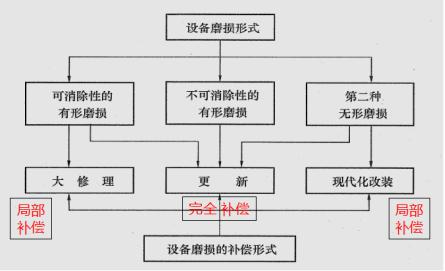 设备磨损形式
可消除性的
有形磨损
不可消除性的
有形磨损
第二种
无形磨损
大 修 理
更 新
现代化改装
局部
补偿
完全补偿
局部
补偿
设备磨损的补偿形式